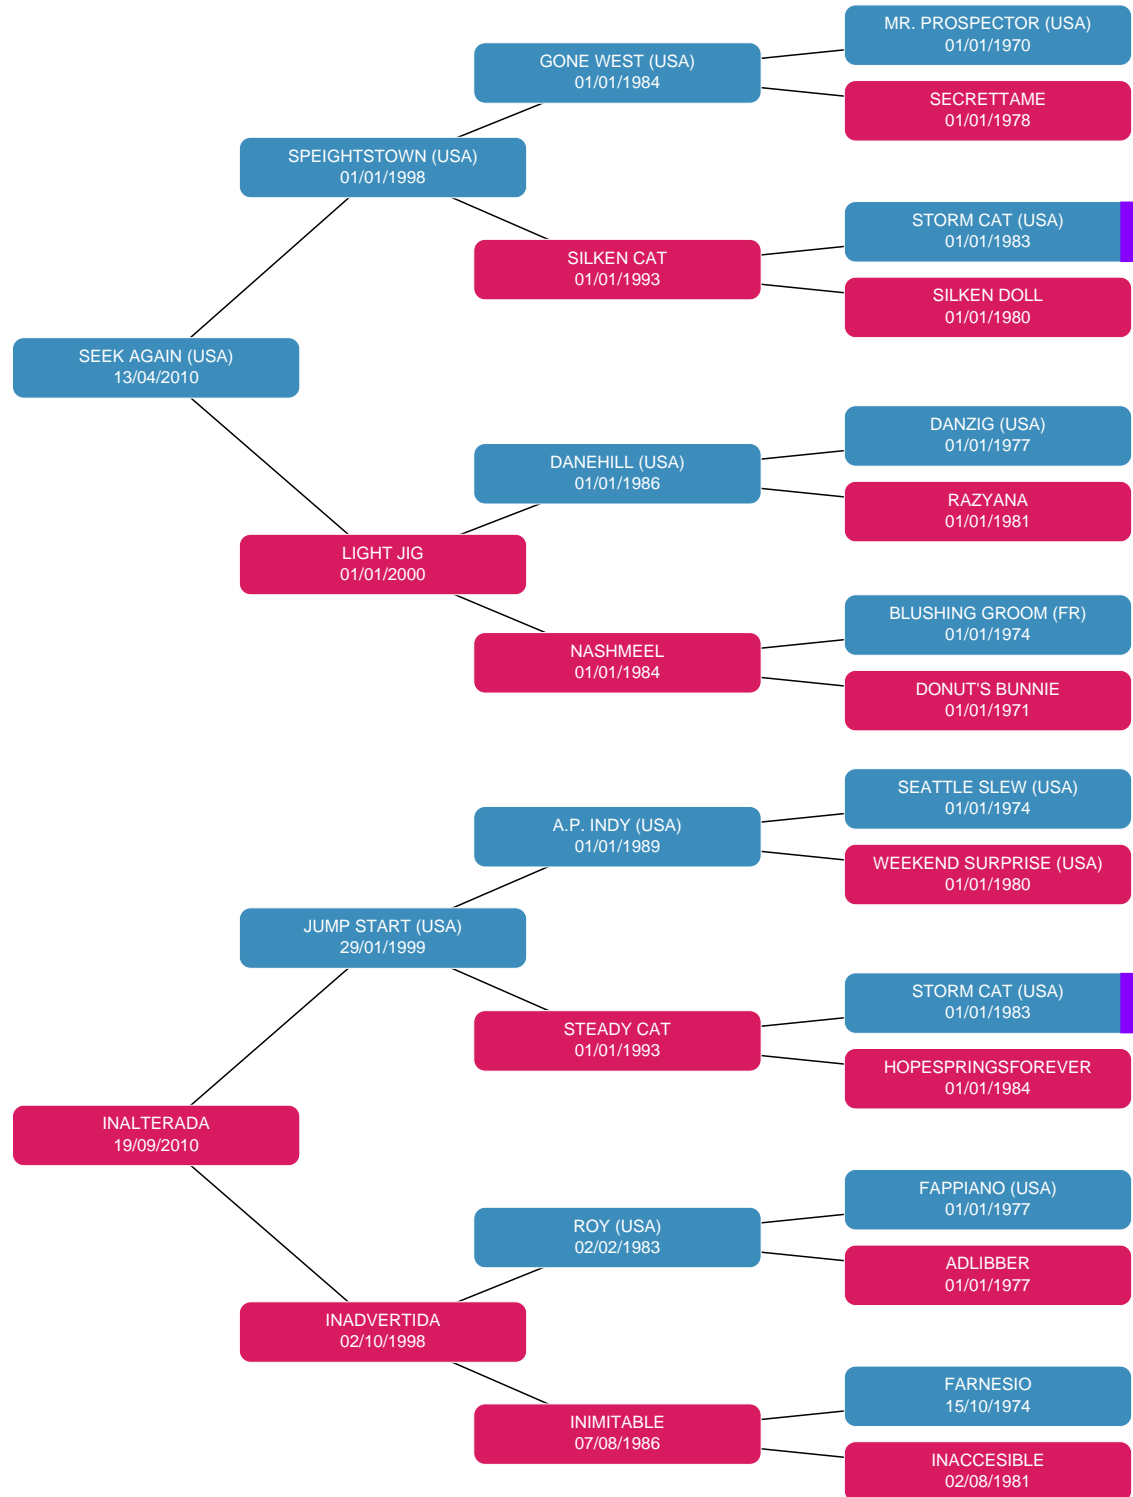 MR. PROSPECTOR (USA)
01/01/1970
GONE WEST (USA)
01/01/1984
SECRETTAME
01/01/1978
SPEIGHTSTOWN (USA)
01/01/1998
STORM CAT (USA)
01/01/1983
SILKEN CAT
01/01/1993
SILKEN DOLL
01/01/1980
SEEK AGAIN (USA)
13/04/2010
DANZIG (USA)
01/01/1977
DANEHILL (USA)
01/01/1986
RAZYANA
01/01/1981
LIGHT JIG
01/01/2000
BLUSHING GROOM (FR)
01/01/1974
NASHMEEL
01/01/1984
DONUT'S BUNNIE
01/01/1971
SEATTLE SLEW (USA)
01/01/1974
A.P. INDY (USA)
01/01/1989
WEEKEND SURPRISE (USA)
01/01/1980
JUMP START (USA)
29/01/1999
STORM CAT (USA)
01/01/1983
STEADY CAT
01/01/1993
HOPESPRINGSFOREVER
01/01/1984
INALTERADA
19/09/2010
FAPPIANO (USA)
01/01/1977
ROY (USA)
02/02/1983
ADLIBBER
01/01/1977
INADVERTIDA
02/10/1998
FARNESIO
15/10/1974
INIMITABLE
07/08/1986
INACCESIBLE
02/08/1981